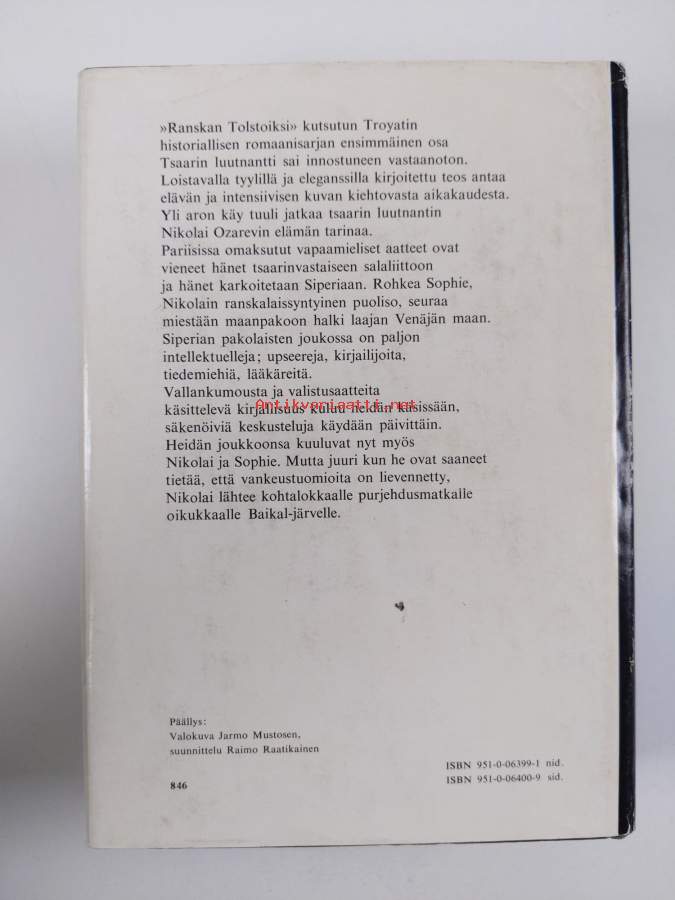 »Ranskan Tolstoiksi» kutsutun Troyatin
historiallisen romaanisarjan ensimmäinen osa
Tsaarin luutnantti sai innostuneen vastaanoton.
Loistavalla tyylillä ja eleganssilla kirjoitettu teos antaa
elävän ja intensiivisen kuvan kiehtovasta aikakaudesta.
Yli aron käy tuuli jatkaa tsaarin luutnantin
Nikolai Ozarevin elämän tarinaa.
Pariisissa omaksutut vapaamieliset aatteet ovat
vieneet hänet tsaarinvastaiseen salaliittoon
ja hänet karkoitetaan Siperiaan. Rohkea Sophie,
Nikolain ranskalaissyntyinen puoliso, seuraa
miestään maanpakoon halki laajan Venäjän maan.
Siperian pakolaisten joukossa on paljon
intellektuelleja; upseereja, kirjailijoita,
tiedemiehiä, lääkäreitä.
Vallankumousta ja valistusaatteita
Antikvariaatti.net
käsittelevä kirjallisuus kuluu heidän käsissään,
säkenöiviä keskusteluja käydään päivittäin.
Heidän joukkoonsa kuuluvat nyt myös
Nikolai ja Sophie. Mutta juuri kun he ovat saaneet
tietää, että vankeustuomioita on lievennetty,
Nikolai lähtee kohtalokkaalle purjehdusmatkalle
oikukkaalle Baikal-järvelle.
Päällys:
Valokuva Jarmo Mustosen,
suunnittelu Raimo Raatikainen
846
ISBN 951-0-06399-1 nid.
ISBN 951-0-06400-9 sid.